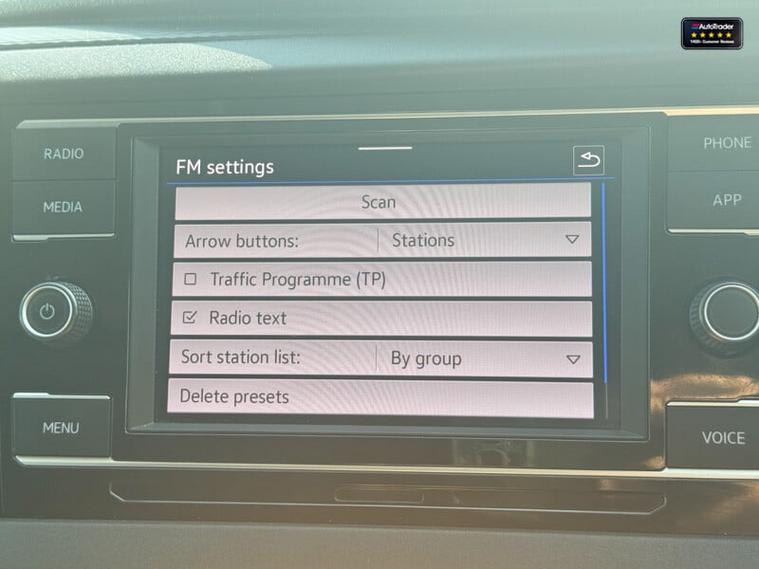 AutoTrader
RADIO
MEDIA
MENU
FM settings
Scan
Arrow buttons: Stations
Traffic Programme (TP)
Radio text
Sort station list: By group
Delete presets
PHONE
APP
VOICE